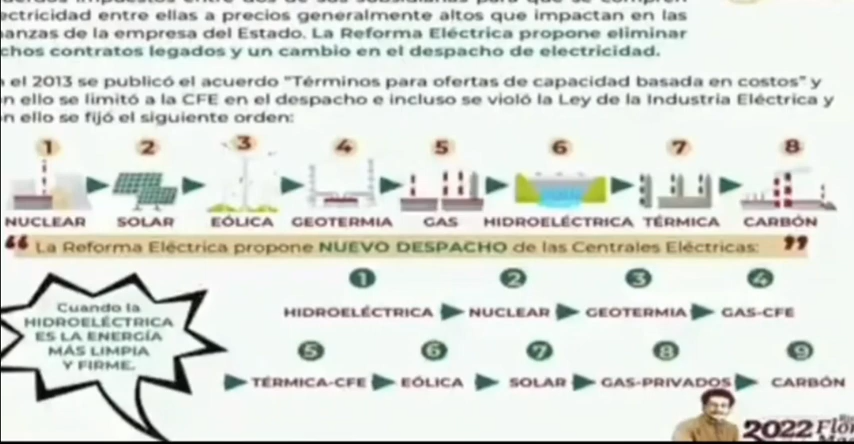 ectricidad entre ellas a precios generalmente altos que impactan en las
anzas de la empresa del Estado. La Reforma Eléctrica propone eliminar
chos contratos legados y un cambio en el despacho de electricidad.
el 2013 se publicó el acuerdo "Términos para ofertas de capacidad basada en costos" y
n ello se limitó a la CFE en el despacho e incluso se violó la Ley de la Industria Eléctrica y
n ello se fijó el siguiente orden:
1 2 3 4 5 6 7 8
NUCLEAR SOLAR EÓLICA GEOTERMIA GAS HIDROELÉCTRICA TÉRMICA CARBÓN
“ La Reforma Eléctrica propone NUEVO DESPACHO de las Centrales Eléctricas: ”
Cuando la
HIDROELÉCTRICA
ES LA ENERGÍA
MÁS LIMPIA
Y FIRME.
1 2 3 4
HIDROELÉCTRICA NUCLEAR GEOTERMIA GAS-CFE
5 6 7 8 9
TÉRMICA-CFE EÓLICA SOLAR GAS-PRIVADOS CARBÓN
2022 Flor